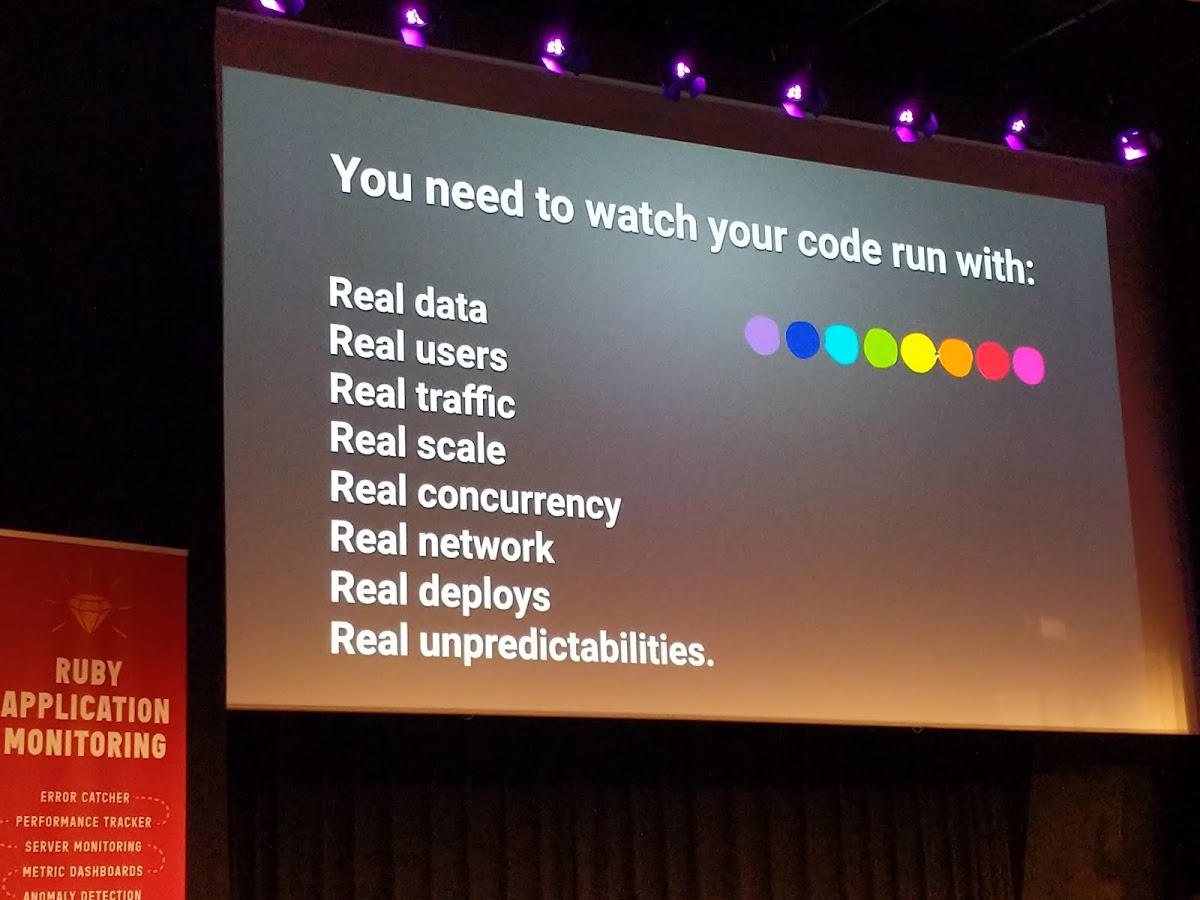 You need to watch your code run with:
Real data
Real users
Real traffic
Real scale
Real concurrency
Real network
Real deploys
Real unpredictabilities.
RUBY
APPLICATION
MONITORING
ERROR CATCHER
PERFORMANCE TRACKER
SERVER MONITORING
METRIC DASHBOARDS
ANOMALY DETECTION